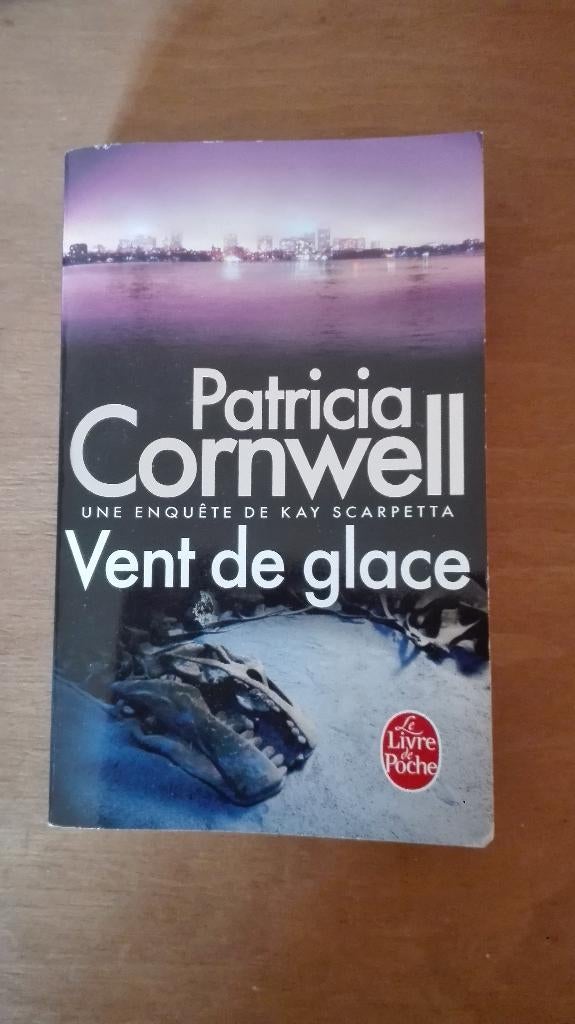 Patricia
Cornwell
UNE ENQUÊTE DE KAY SCARPETTA
Vent de glace
Le
Livre
de
Poche